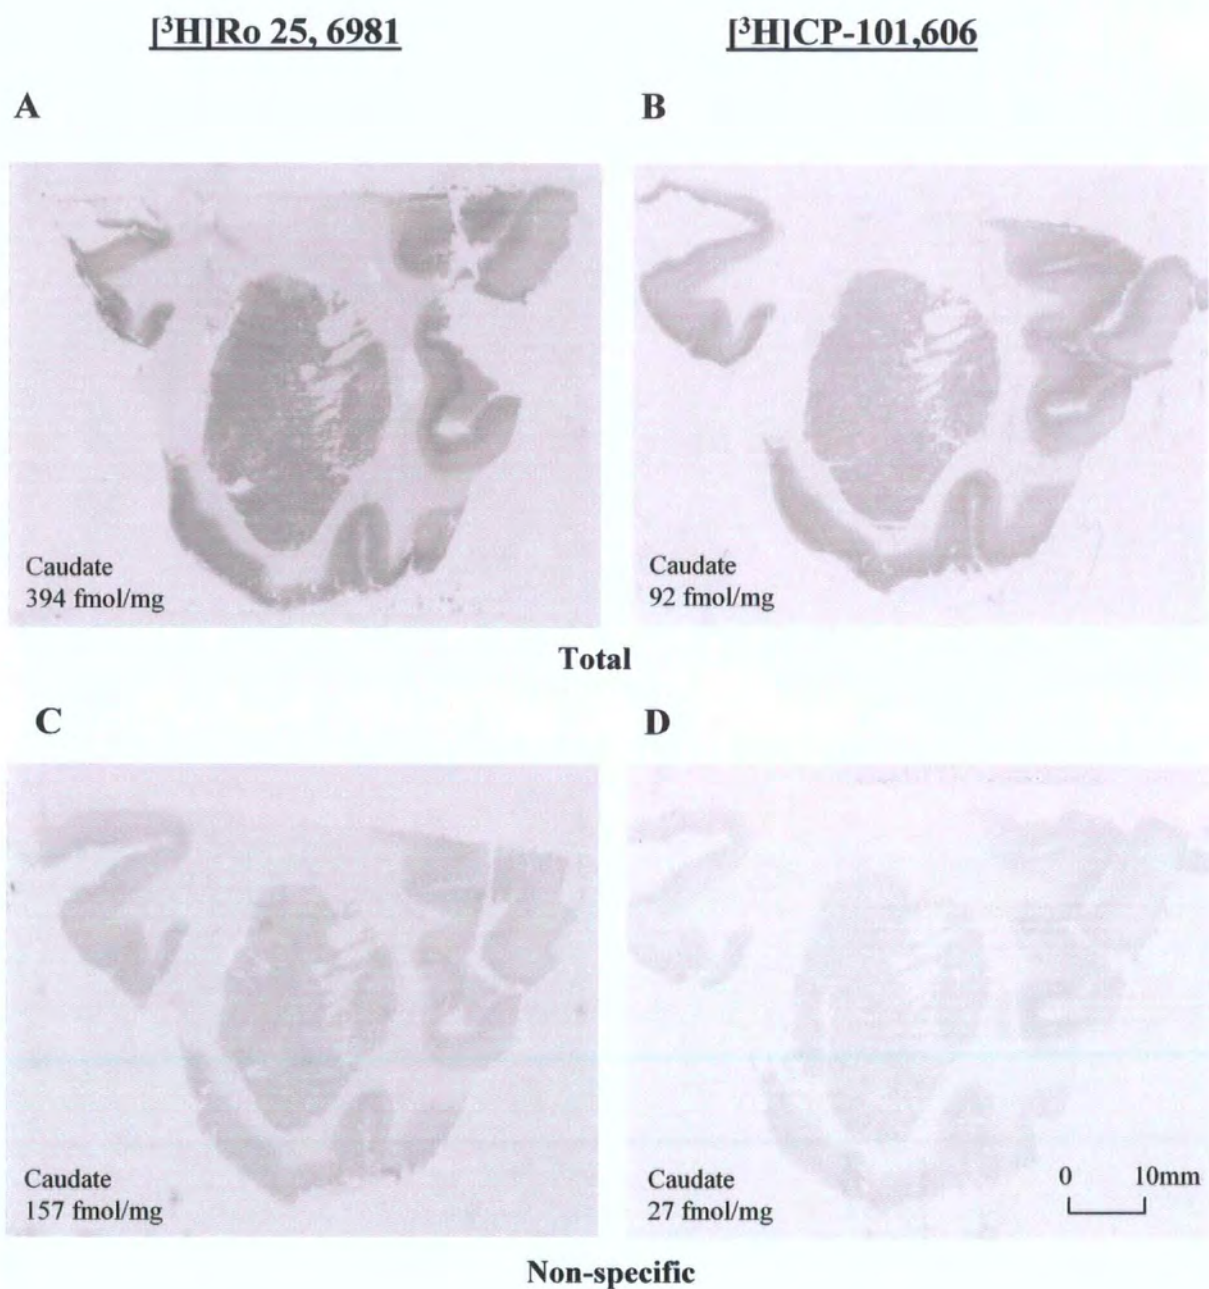 [³H]Ro 25, 6981
[³H]CP-101,606
A
B
Caudate
394 fmol/mg
Caudate
92 fmol/mg
Total
C
D
Caudate
157 fmol/mg
Caudate
27 fmol/mg
0 10mm
Non-specific